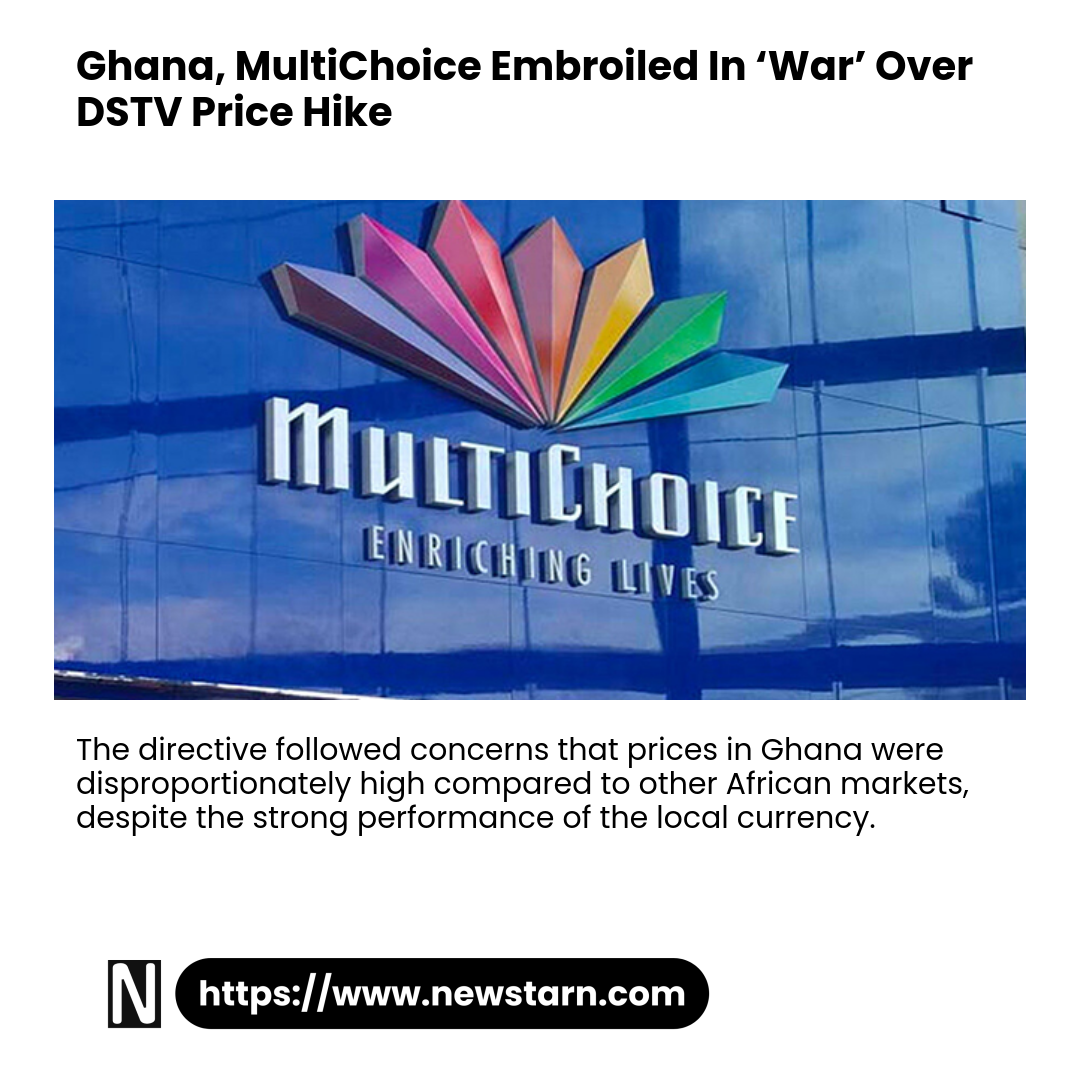 Ghana, MultiChoice Embroiled In ‘War’ Over
DSTV Price Hike
MULTICHOICE
ENRICHING LIVES
The directive followed concerns that prices in Ghana were
disproportionately high compared to other African markets,
despite the strong performance of the local currency.
N https://www.newstarn.com